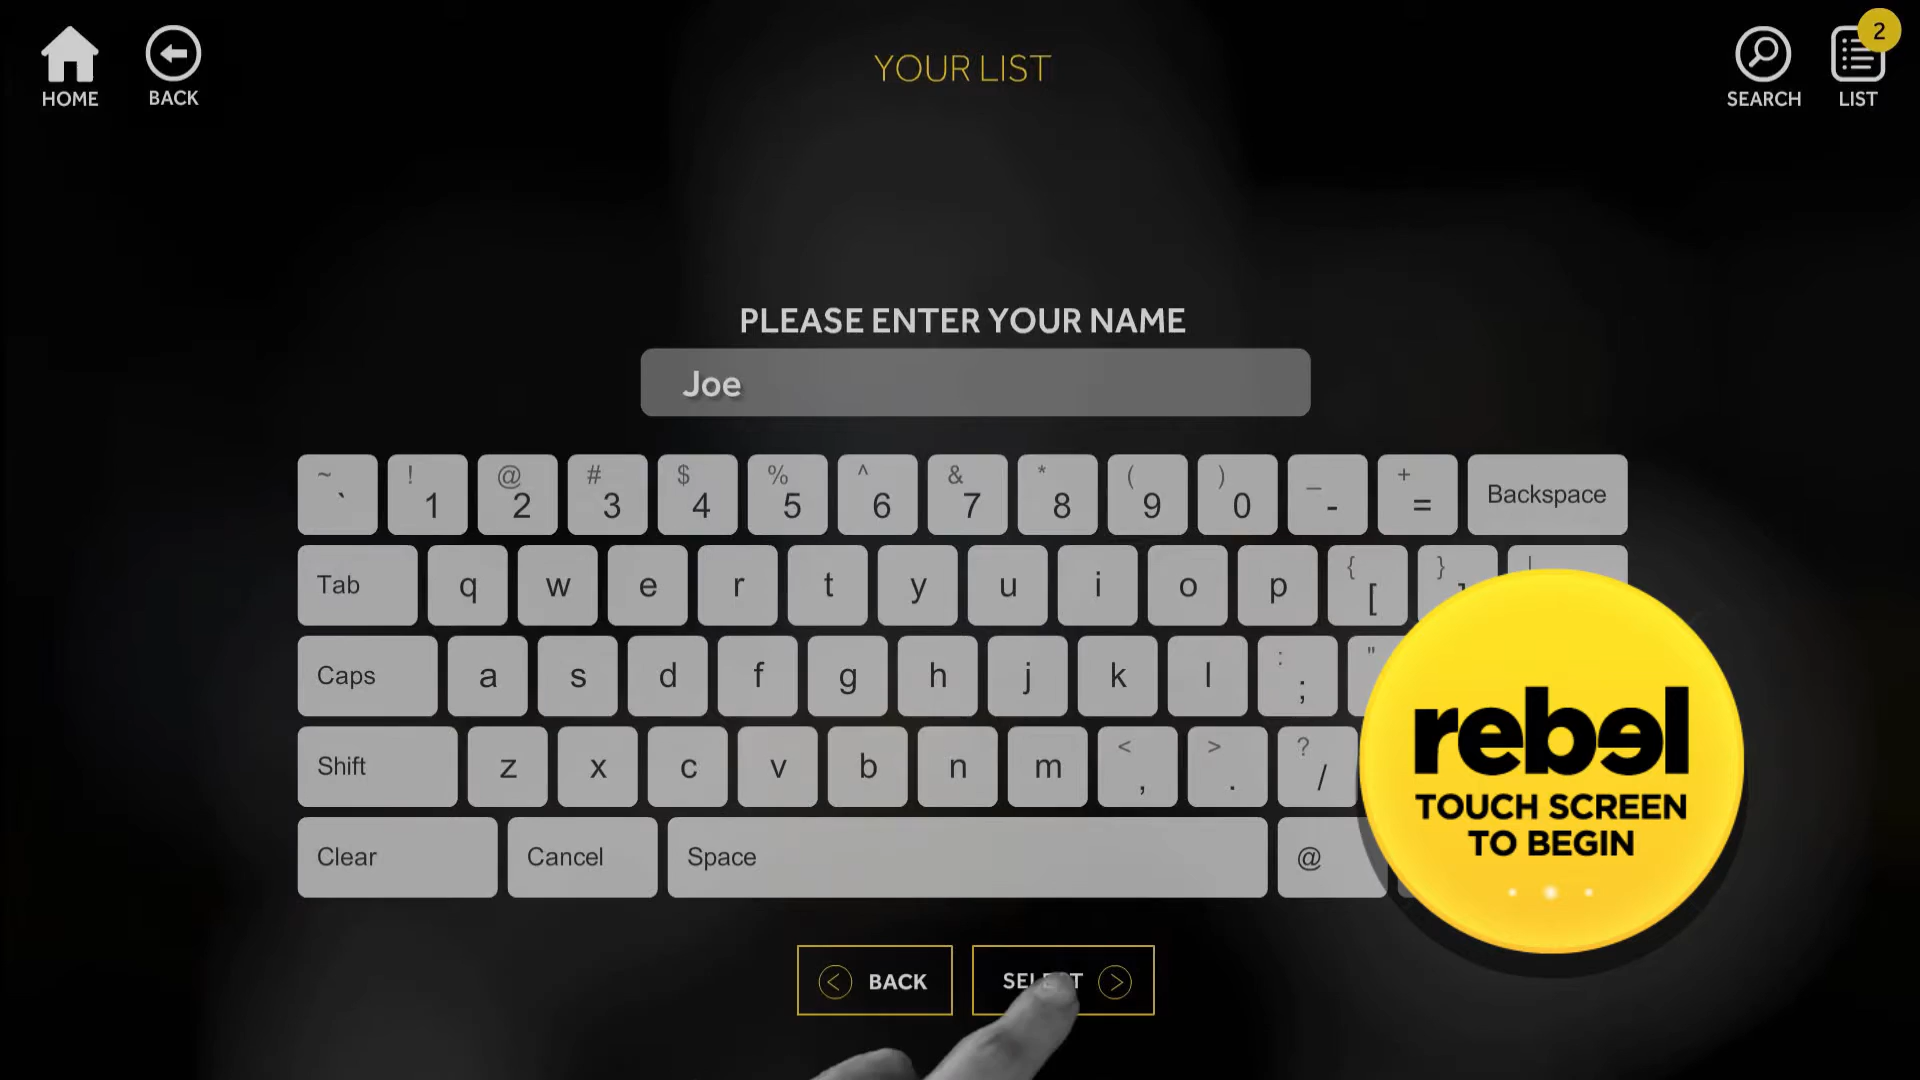 HOME
BACK
YOUR LIST
SEARCH
2
LIST
PLEASE ENTER YOUR NAME
Joe
~ ` ! 1 @ 2 # 3 $ 4 % 5 ^ 6 & 7 * 8 ( 9 ) 0 _ - + = Backspace
Tab q w e r t y u i o p { [ }
Caps a s d f g h j k l : ; "
Shift z x c v b n m < , > . ? /
Clear Cancel Space @
rebel
TOUCH SCREEN
TO BEGIN
BACK
SELECT